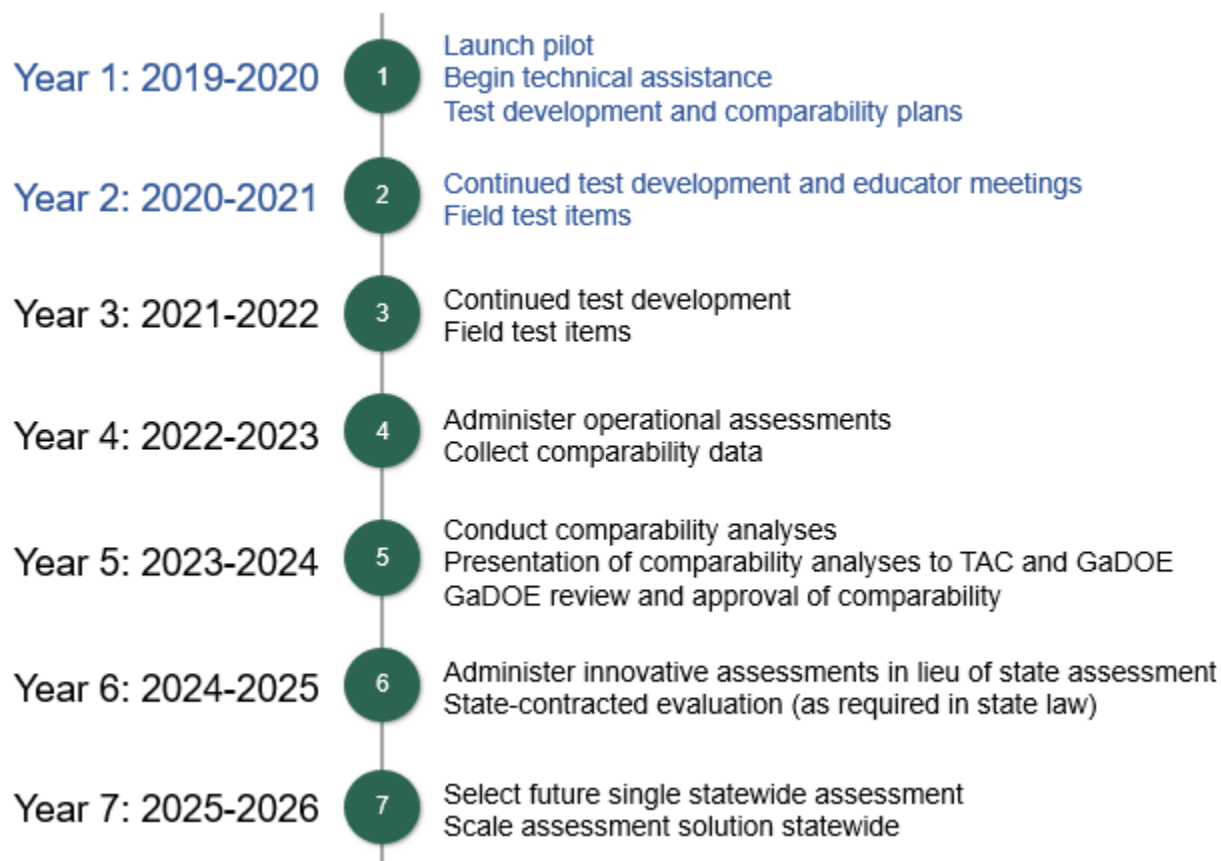 Year 1: 2019-2020
1
Launch pilot
Begin technical assistance
Test development and comparability plans
Year 2: 2020-2021
2
Continued test development and educator meetings
Field test items
Year 3: 2021-2022
3
Continued test development
Field test items
Year 4: 2022-2023
4
Administer operational assessments
Collect comparability data
Year 5: 2023-2024
5
Conduct comparability analyses
Presentation of comparability analyses to TAC and GaDOE
GaDOE review and approval of comparability
Year 6: 2024-2025
6
Administer innovative assessments in lieu of state assessment
State-contracted evaluation (as required in state law)
Year 7: 2025-2026
7
Select future single statewide assessment
Scale assessment solution statewide